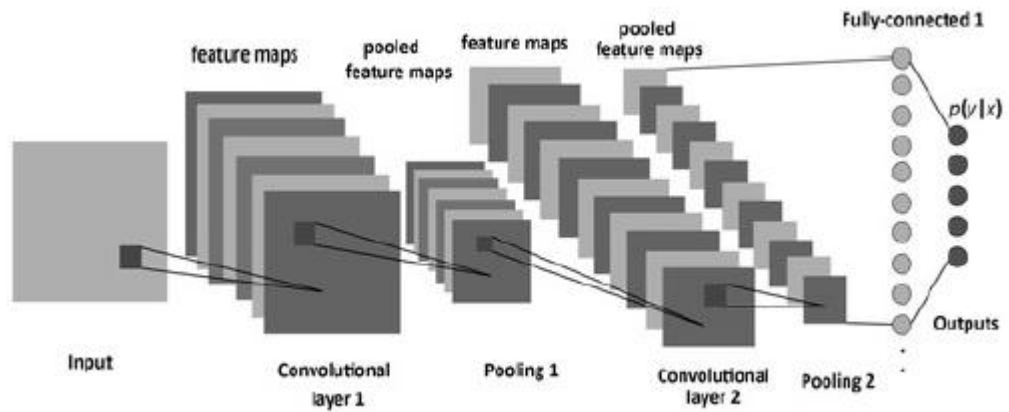 feature maps
pooled
feature maps
feature maps
pooled
feature maps
Fully-connected 1
p(y|x)
Input
Convolutional
layer 1
Pooling 1
Convolutional
layer 2
Pooling 2
Outputs